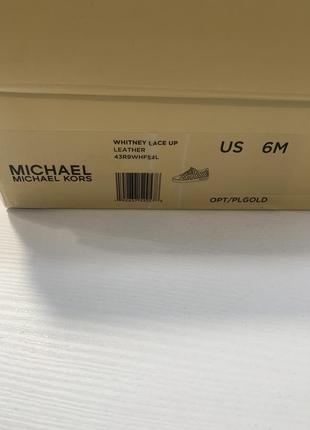 WHITNEY LACE UP
LEATHER
43R9WHFS4L
US 6M
MICHAEL
MICHAEL KORS
OPT/PLGOLD